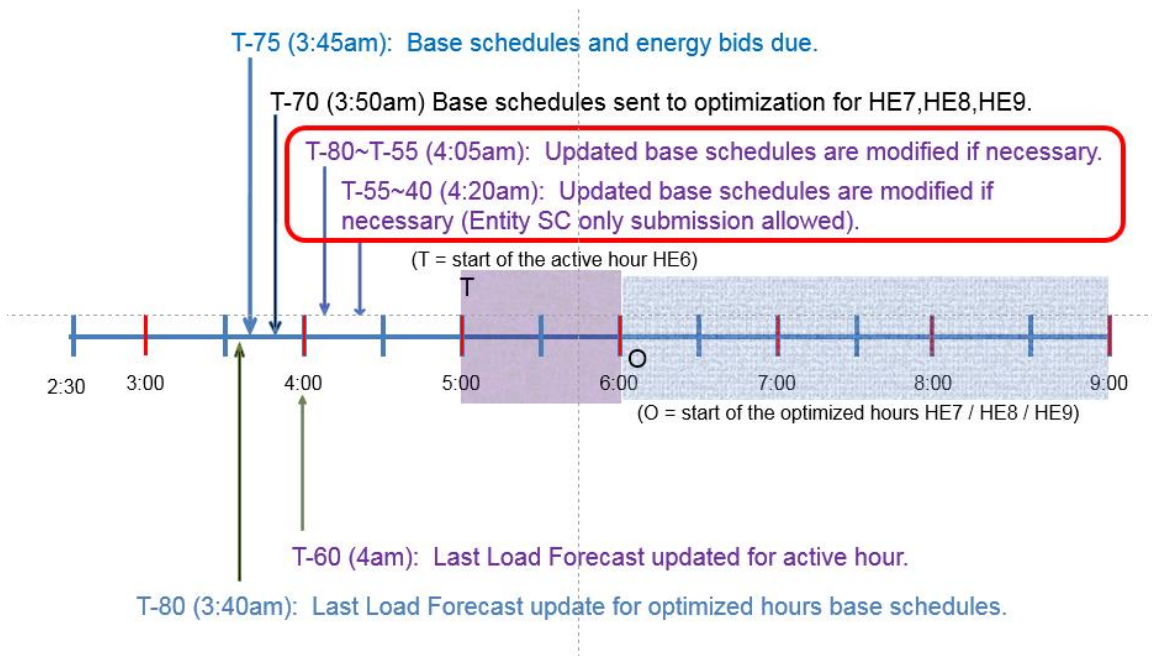 T-75 (3:45am): Base schedules and energy bids due.
T-70 (3:50am) Base schedules sent to optimization for HE7,HE8,HE9.
T-80~T-55 (4:05am): Updated base schedules are modified if necessary.
T-55~40 (4:20am): Updated base schedules are modified if
necessary (Entity SC only submission allowed).
(T = start of the active hour HE6)
T
O
2:30 3:00 4:00 5:00 6:00 7:00 8:00 9:00
(O = start of the optimized hours HE7 / HE8 / HE9)
T-60 (4am): Last Load Forecast updated for active hour.
T-80 (3:40am): Last Load Forecast update for optimized hours base schedules.